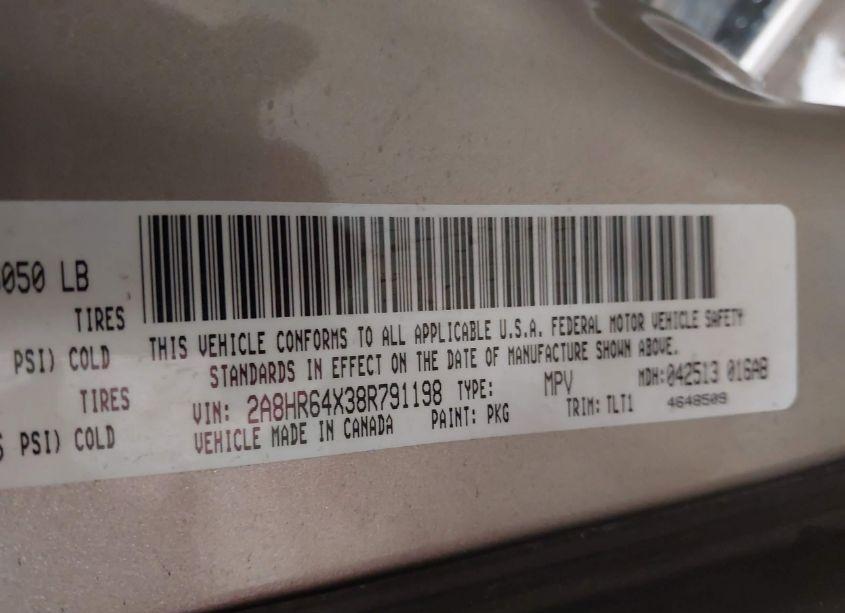 050 LB
TIRES
PSI) COLD
TIRES
PSI) COLD
THIS VEHICLE CONFORMS TO ALL APPLICABLE U.S.A. FEDERAL MOTOR VEHICLE SAFETY
STANDARDS IN EFFECT ON THE DATE OF MANUFACTURE SHOWN ABOVE.
VIN: 2A8HR64X38R791198 TYPE: MPV MDH: 042513 016AB
VEHICLE MADE IN CANADA PAINT: PKG TRIM: TLT1 4648509